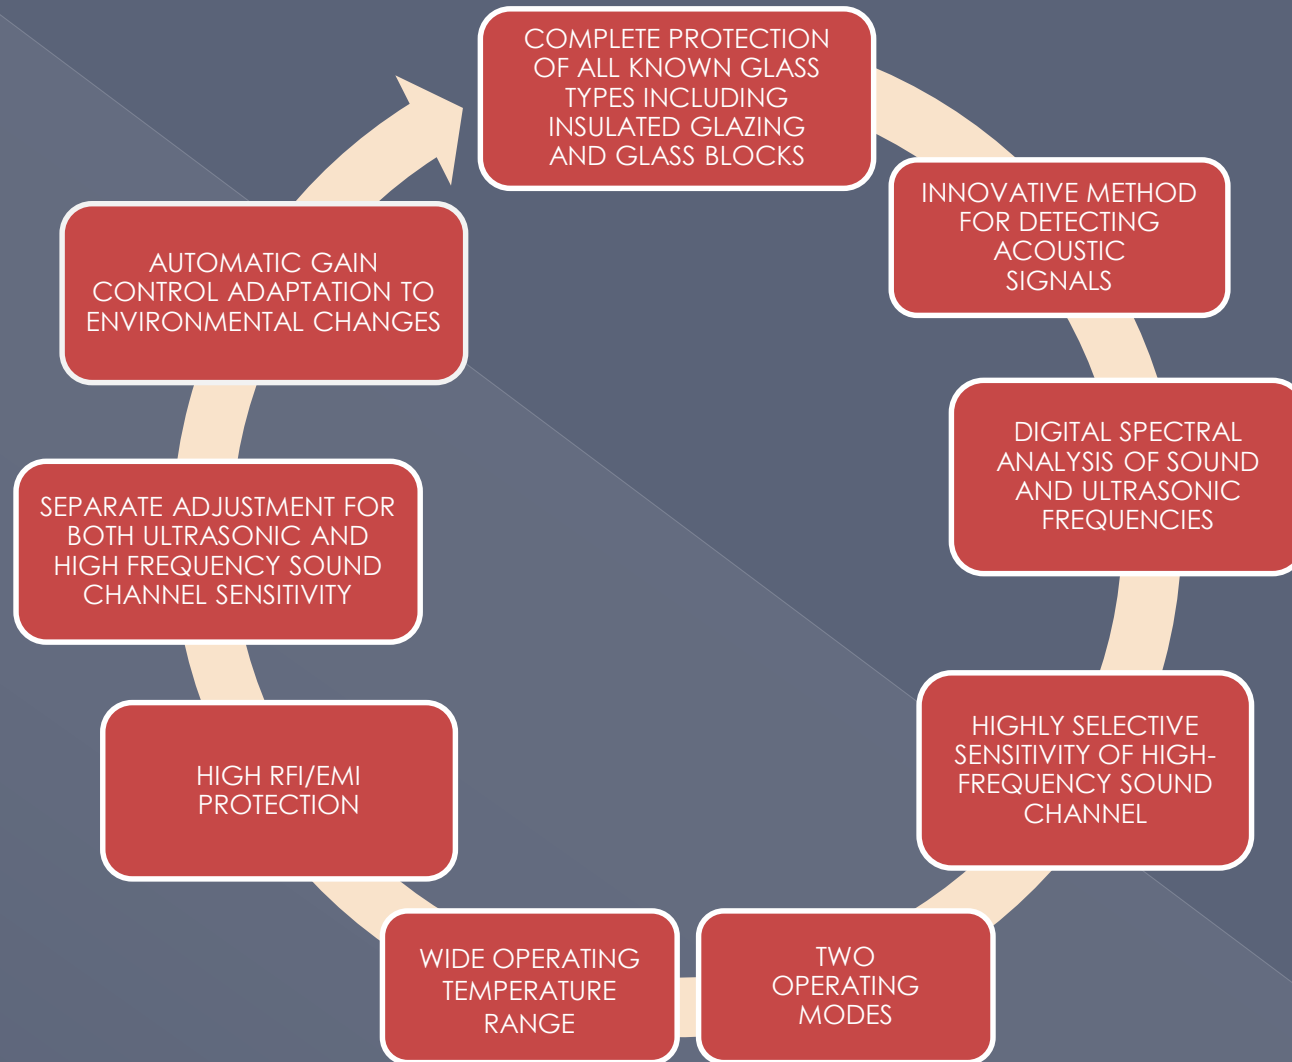 COMPLETE PROTECTION
OF ALL KNOWN GLASS
TYPES INCLUDING
INSULATED GLAZING
AND GLASS BLOCKS
INNOVATIVE METHOD
FOR DETECTING
ACOUSTIC
SIGNALS
DIGITAL SPECTRAL
ANALYSIS OF SOUND
AND ULTRASONIC
FREQUENCIES
HIGHLY SELECTIVE
SENSITIVITY OF HIGH-
FREQUENCY SOUND
CHANNEL
TWO
OPERATING
MODES
WIDE OPERATING
TEMPERATURE
RANGE
HIGH RFI/EMI
PROTECTION
SEPARATE ADJUSTMENT FOR
BOTH ULTRASONIC AND
HIGH FREQUENCY SOUND
CHANNEL SENSITIVITY
AUTOMATIC GAIN
CONTROL ADAPTATION TO
ENVIRONMENTAL CHANGES